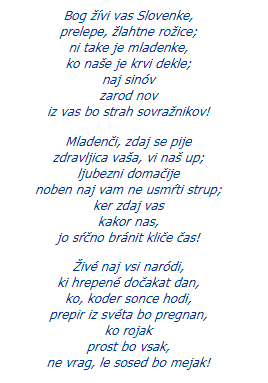 Bog žívi vas Slovenke,
prelepe, žlahtne rožice;
ni take je mladenke,
ko naše je krvi dekle;
naj sinóv
zarod nov
iz vas bo strah sovražnikov!

Mladenči, zdaj se pije
zdravljica vaša, vi naš up;
ljubezni domačije
noben naj vam ne usmŕti strup;
ker zdaj vas
kakor nas,
jo sŕčno bránit kliče čas!

Živé naj vsi naródi,
ki hrepené dočakat dan,
ko, koder sonce hodi,
prepir iz svéta bo pregnan,
ko rojak
prost bo vsak,
ne vrag, le sosed bo mejak!